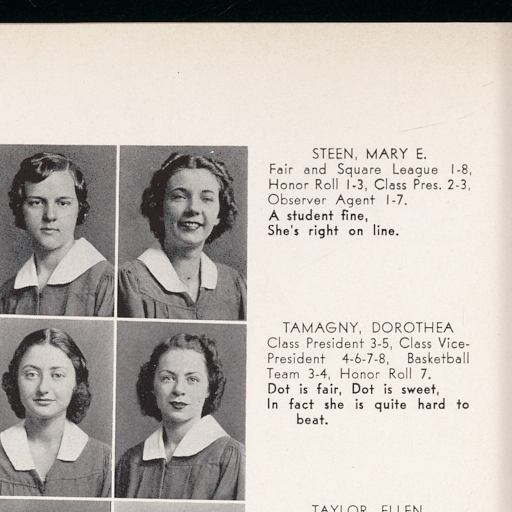 STEEN, MARY E.
Fair and Square League 1-8,
Honor Roll 1-3, Class Pres. 2-3,
Observer Agent 1-7.
A student fine,
She's right on line.
TAMAGNY, DOROTHEA
Class President 3-5, Class Vice-
President 4-6-7-8, Basketball
Team 3-4, Honor Roll 7.
Dot is fair, Dot is sweet,
In fact she is quite hard to
beat.
TAYLOR, ELLEN